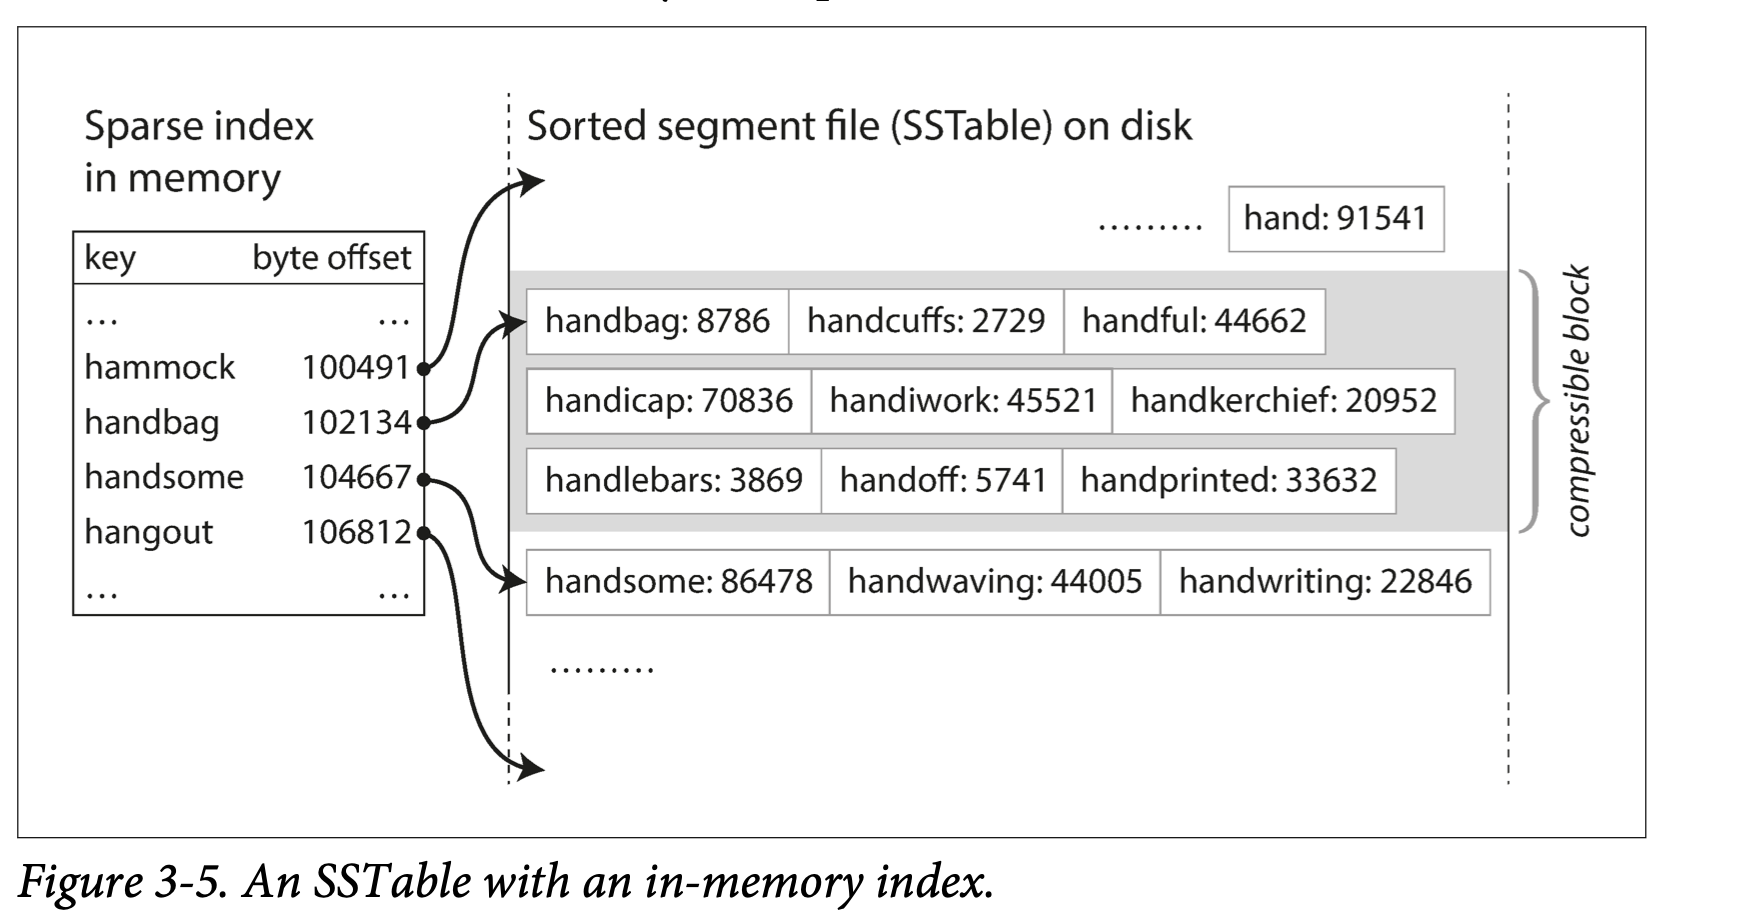 Sparse index
in memory
key byte offset
... ...
hammock 100491
handbag 102134
handsome 104667
hangout 106812
... ...
Sorted segment file (SSTable) on disk
......... hand: 91541
handbag: 8786 handcuffs: 2729 handful: 44662
handicap: 70836 handiwork: 45521 handkerchief: 20952
handlebars: 3869 handoff: 5741 handprinted: 33632
handsome: 86478 handwaving: 44005 handwriting: 22846
.........
compressible block
Figure 3-5. An SSTable with an in-memory index.